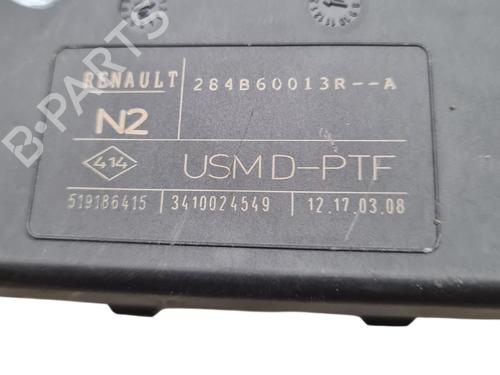 RENAULT 284B60013R--A
N2
414 USM D-PTF
519186415 3410024549 12.17.03.08
B-PARTS